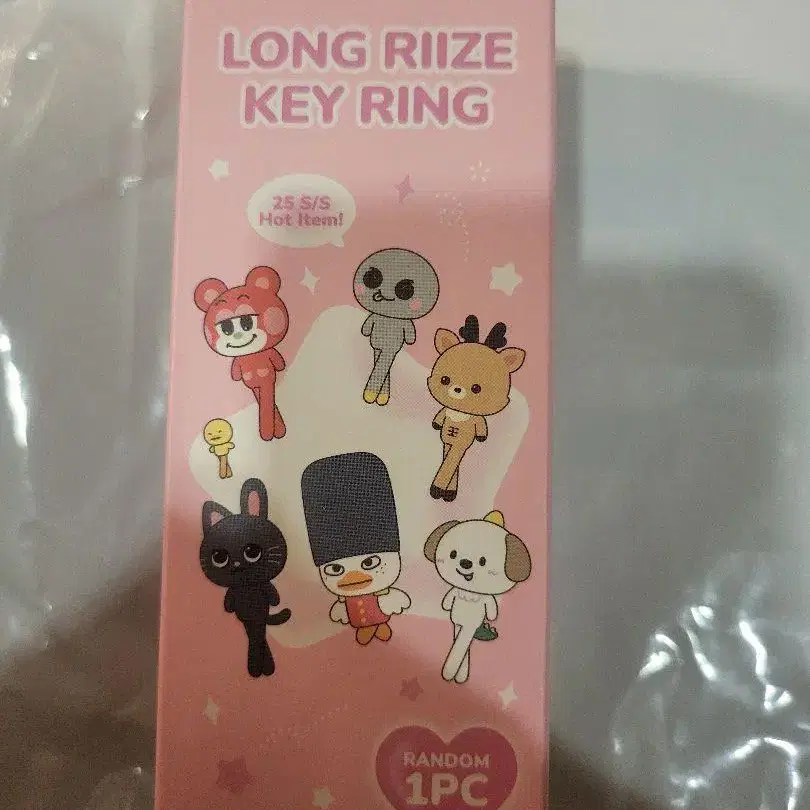 LONG RIIZE
KEY RING
25 S/S
Hot Item!
RANDOM
1PC